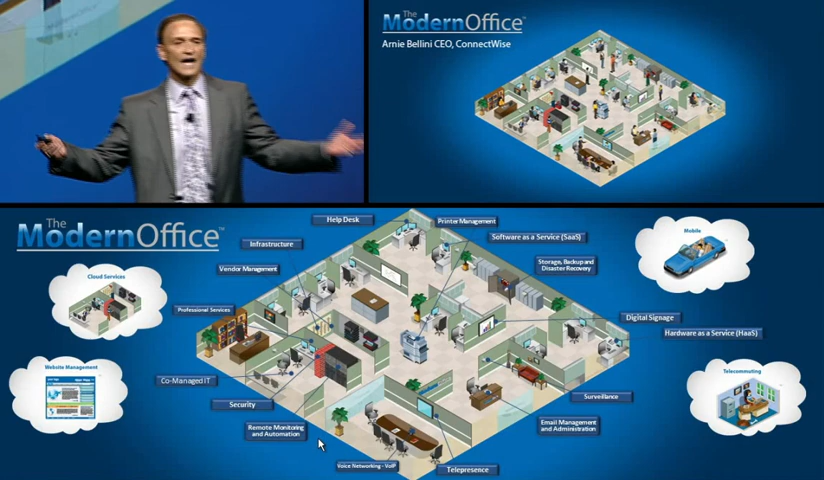 The
ModernOffice™
Arnie Bellini CEO, ConnectWise
The
ModernOffice™
Help Desk
Printer Management
Infrastructure
Software as a Service (SaaS)
Vendor Management
Storage, Backup and
Disaster Recovery
Mobile
Cloud Services
Professional Services
Digital Signage
Hardware as a Service (HaaS)
Website Management
Co-Managed IT
Telecommuting
Security
Surveillance
Remote Monitoring
and Automation
Email Management
and Administration
Voice Networking - VoIP
Telepresence